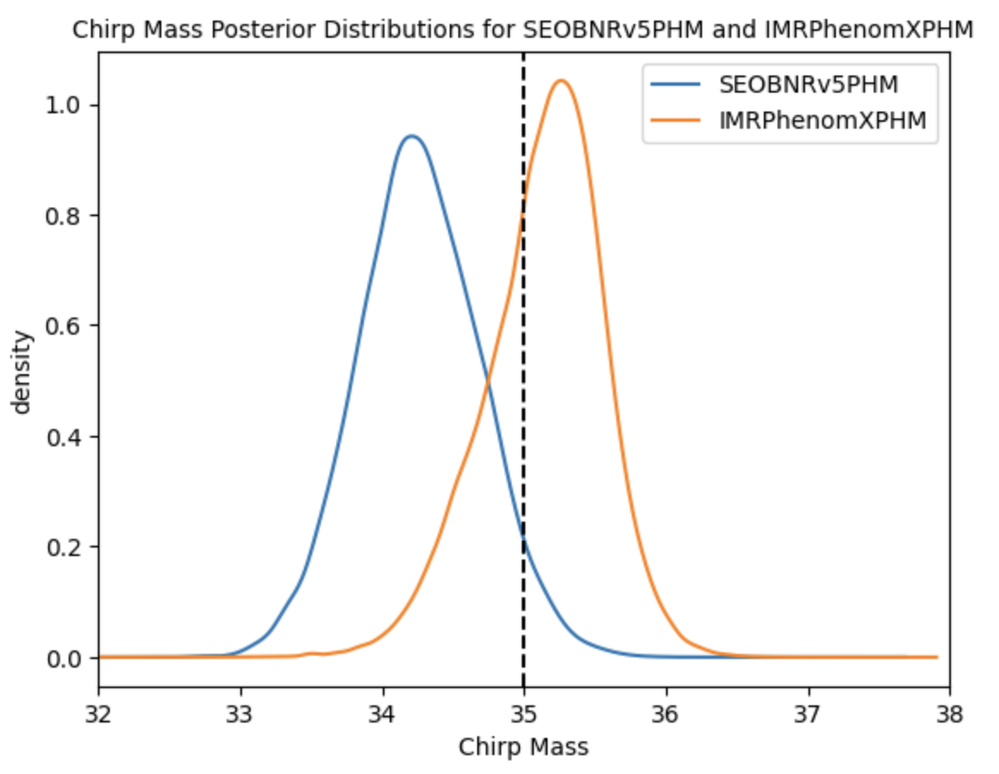 Chirp Mass Posterior Distributions for SEOBNRv5PHM and IMRPhenomXPHM
SEOBNRv5PHM
IMRPhenomXPHM
density
1.0
0.8
0.6
0.4
0.2
0.0
32 33 34 35 36 37 38
Chirp Mass